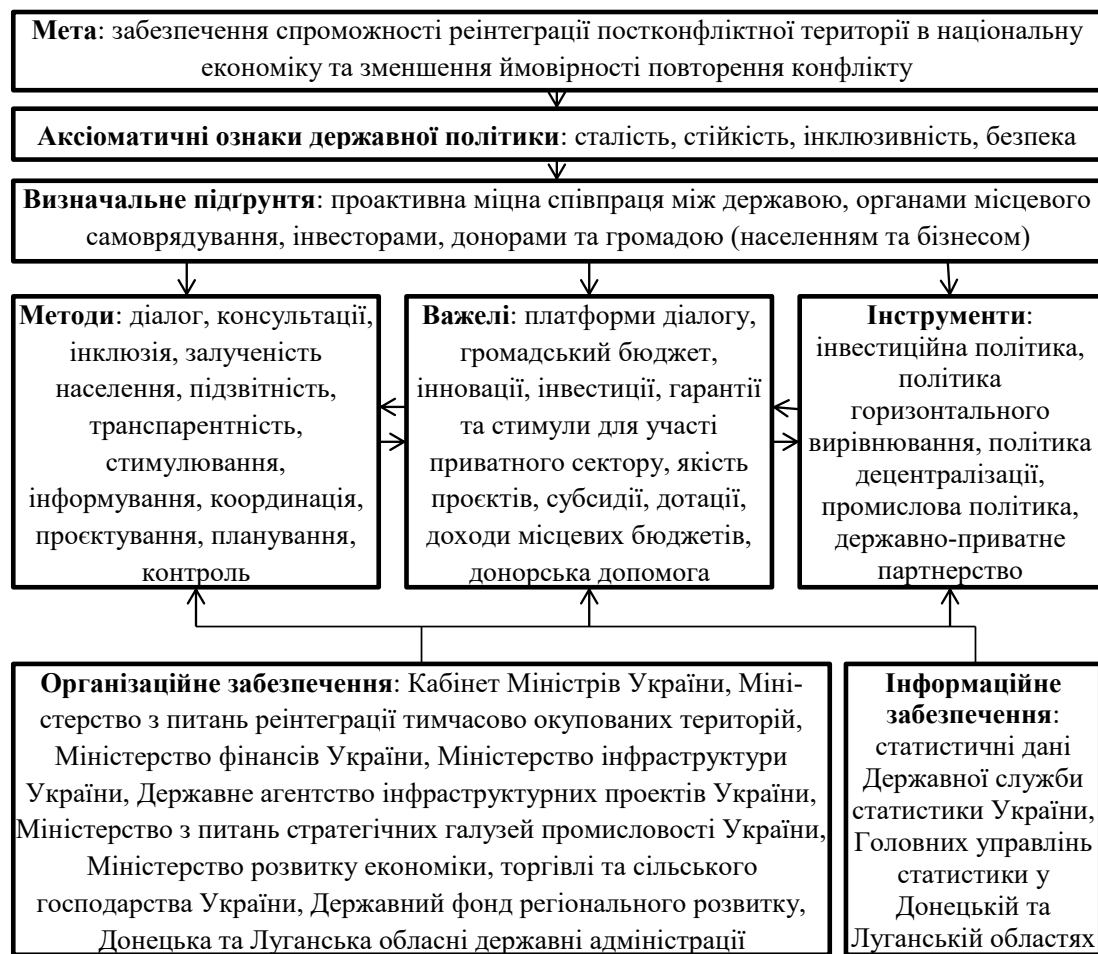 Мета: забезпечення спроможності реінтеграції постконфліктної території в національну
економіку та зменшення ймовірності повторення конфлікту
Аксіоматичні ознаки державної політики: сталість, стійкість, інклюзивність, безпека
Визначальне підґрунтя: проактивна міцна співпраця між державою, органами місцевого
самоврядування, інвесторами, донорами та громадою (населенням та бізнесом)
Методи: діалог, консультації,
інклюзія, залученість
населення, підзвітність,
транспарентність,
стимулювання,
інформування, координація,
проєктування, планування,
контроль
Важелі: платформи діалогу,
громадський бюджет,
інновації, інвестиції, гарантії
та стимули для участі
приватного сектору, якість
проєктів, субсидії, дотації,
доходи місцевих бюджетів,
донорська допомога
Інструменти:
інвестиційна політика,
політика
горизонтального
вирівнювання, політика
децентралізації,
промислова політика,
державно-приватне
партнерство
Організаційне забезпечення: Кабінет Міністрів України, Міні-
стерство з питань реінтеграції тимчасово окупованих територій,
Міністерство фінансів України, Міністерство інфраструктури
України, Державне агентство інфраструктурних проектів України,
Міністерство з питань стратегічних галузей промисловості України,
Міністерство розвитку економіки, торгівлі та сільського
господарства України, Державний фонд регіонального розвитку,
Донецька та Луганська обласні державні адміністрації
Інформаційне
забезпечення:
статистичні дані
Державної служби
статистики України,
Головних управлінь
статистики у
Донецькій та
Луганській областях